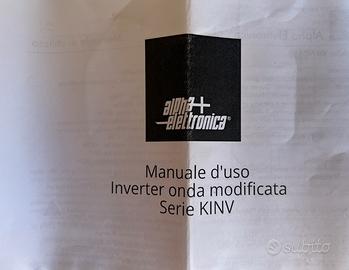 alpha
elettronica®
Manuale d'uso
Inverter onda modificata
Serie KINV
subito